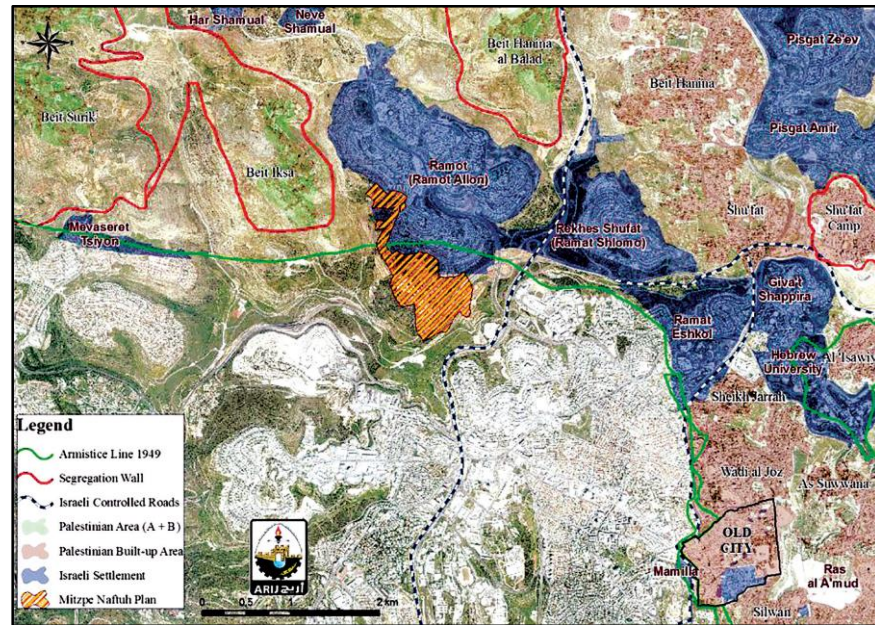 Har Shamual
Neve
Shamual
Beit Hanina
al Balad
Beit Hanina
Pisgat Ze'ev
Pisgat Amir
Beit Surik
Beit Iksa
Ramot
(Ramot Allon)
Shu'fat
Shu'fat
Camp
Mevaseret
Tsiyon
Rekhes Shufat
(Ramat Shlomo)
Giva't
Shappira
Ramat
Eshkol
Hebrew
University
Al 'Isawiy
Sheikh Jarrah
Wadi al Joz
As Suwwana
OLD
CITY
Mamilla
Ras
al A'mud
Silwan
Legend
Armistice Line 1949
Segregation Wall
Israeli Controlled Roads
Palestinian Area (A + B)
Palestinian Built-up Area
Israeli Settlement
Mitzpe Naftuh Plan
ARIJ أريج
0 0.5 1 2 km